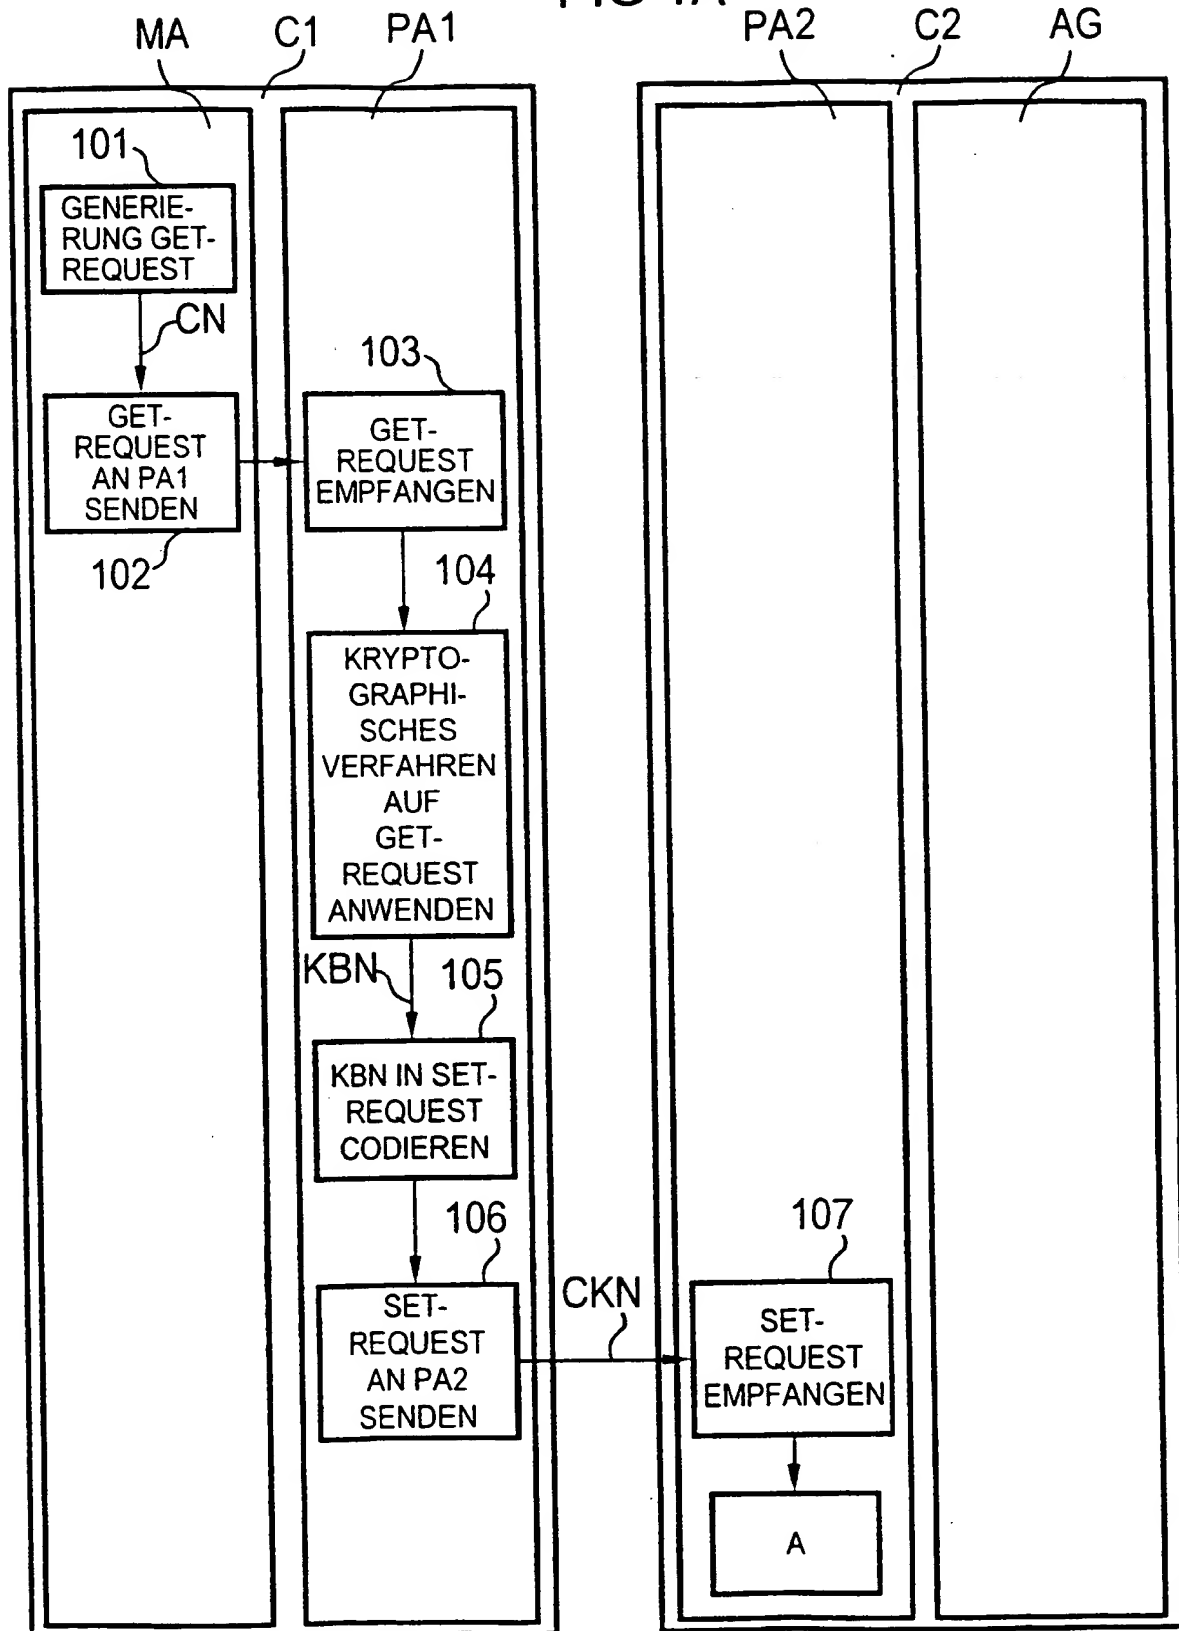 MA
C1
PA1
PA2
C2
AG
101
GENERIE-
RUNG GET-
REQUEST
CN
103
GET-
REQUEST
AN PA1
SENDEN
GET-
REQUEST
EMPFANGEN
102
104
KRYPTO-
GRAPHI-
SCHES
VERFAHREN
AUF
GET-
REQUEST
ANWENDEN
KBN
105
KBN IN SET-
REQUEST
CODIEREN
106
107
SET-
REQUEST
AN PA2
SENDEN
CKN
SET-
REQUEST
EMPFANGEN
A